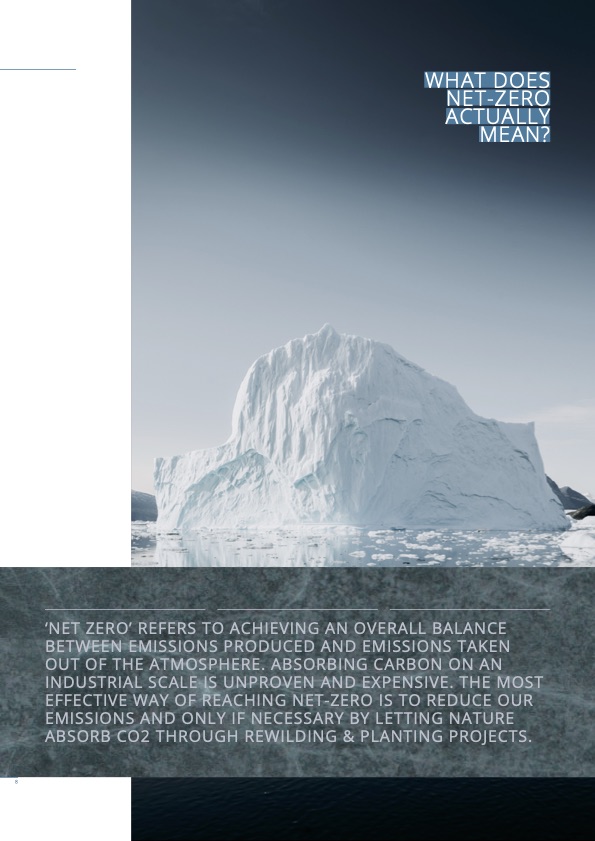 WHAT DOES
NET-ZERO
ACTUALLY
MEAN?
‘NET ZERO’ REFERS TO ACHIEVING AN OVERALL BALANCE
BETWEEN EMISSIONS PRODUCED AND EMISSIONS TAKEN
OUT OF THE ATMOSPHERE. ABSORBING CARBON ON AN
INDUSTRIAL SCALE IS UNPROVEN AND EXPENSIVE. THE MOST
EFFECTIVE WAY OF REACHING NET-ZERO IS TO REDUCE OUR
EMISSIONS AND ONLY IF NECESSARY BY LETTING NATURE
ABSORB CO2 THROUGH REWILDING & PLANTING PROJECTS.